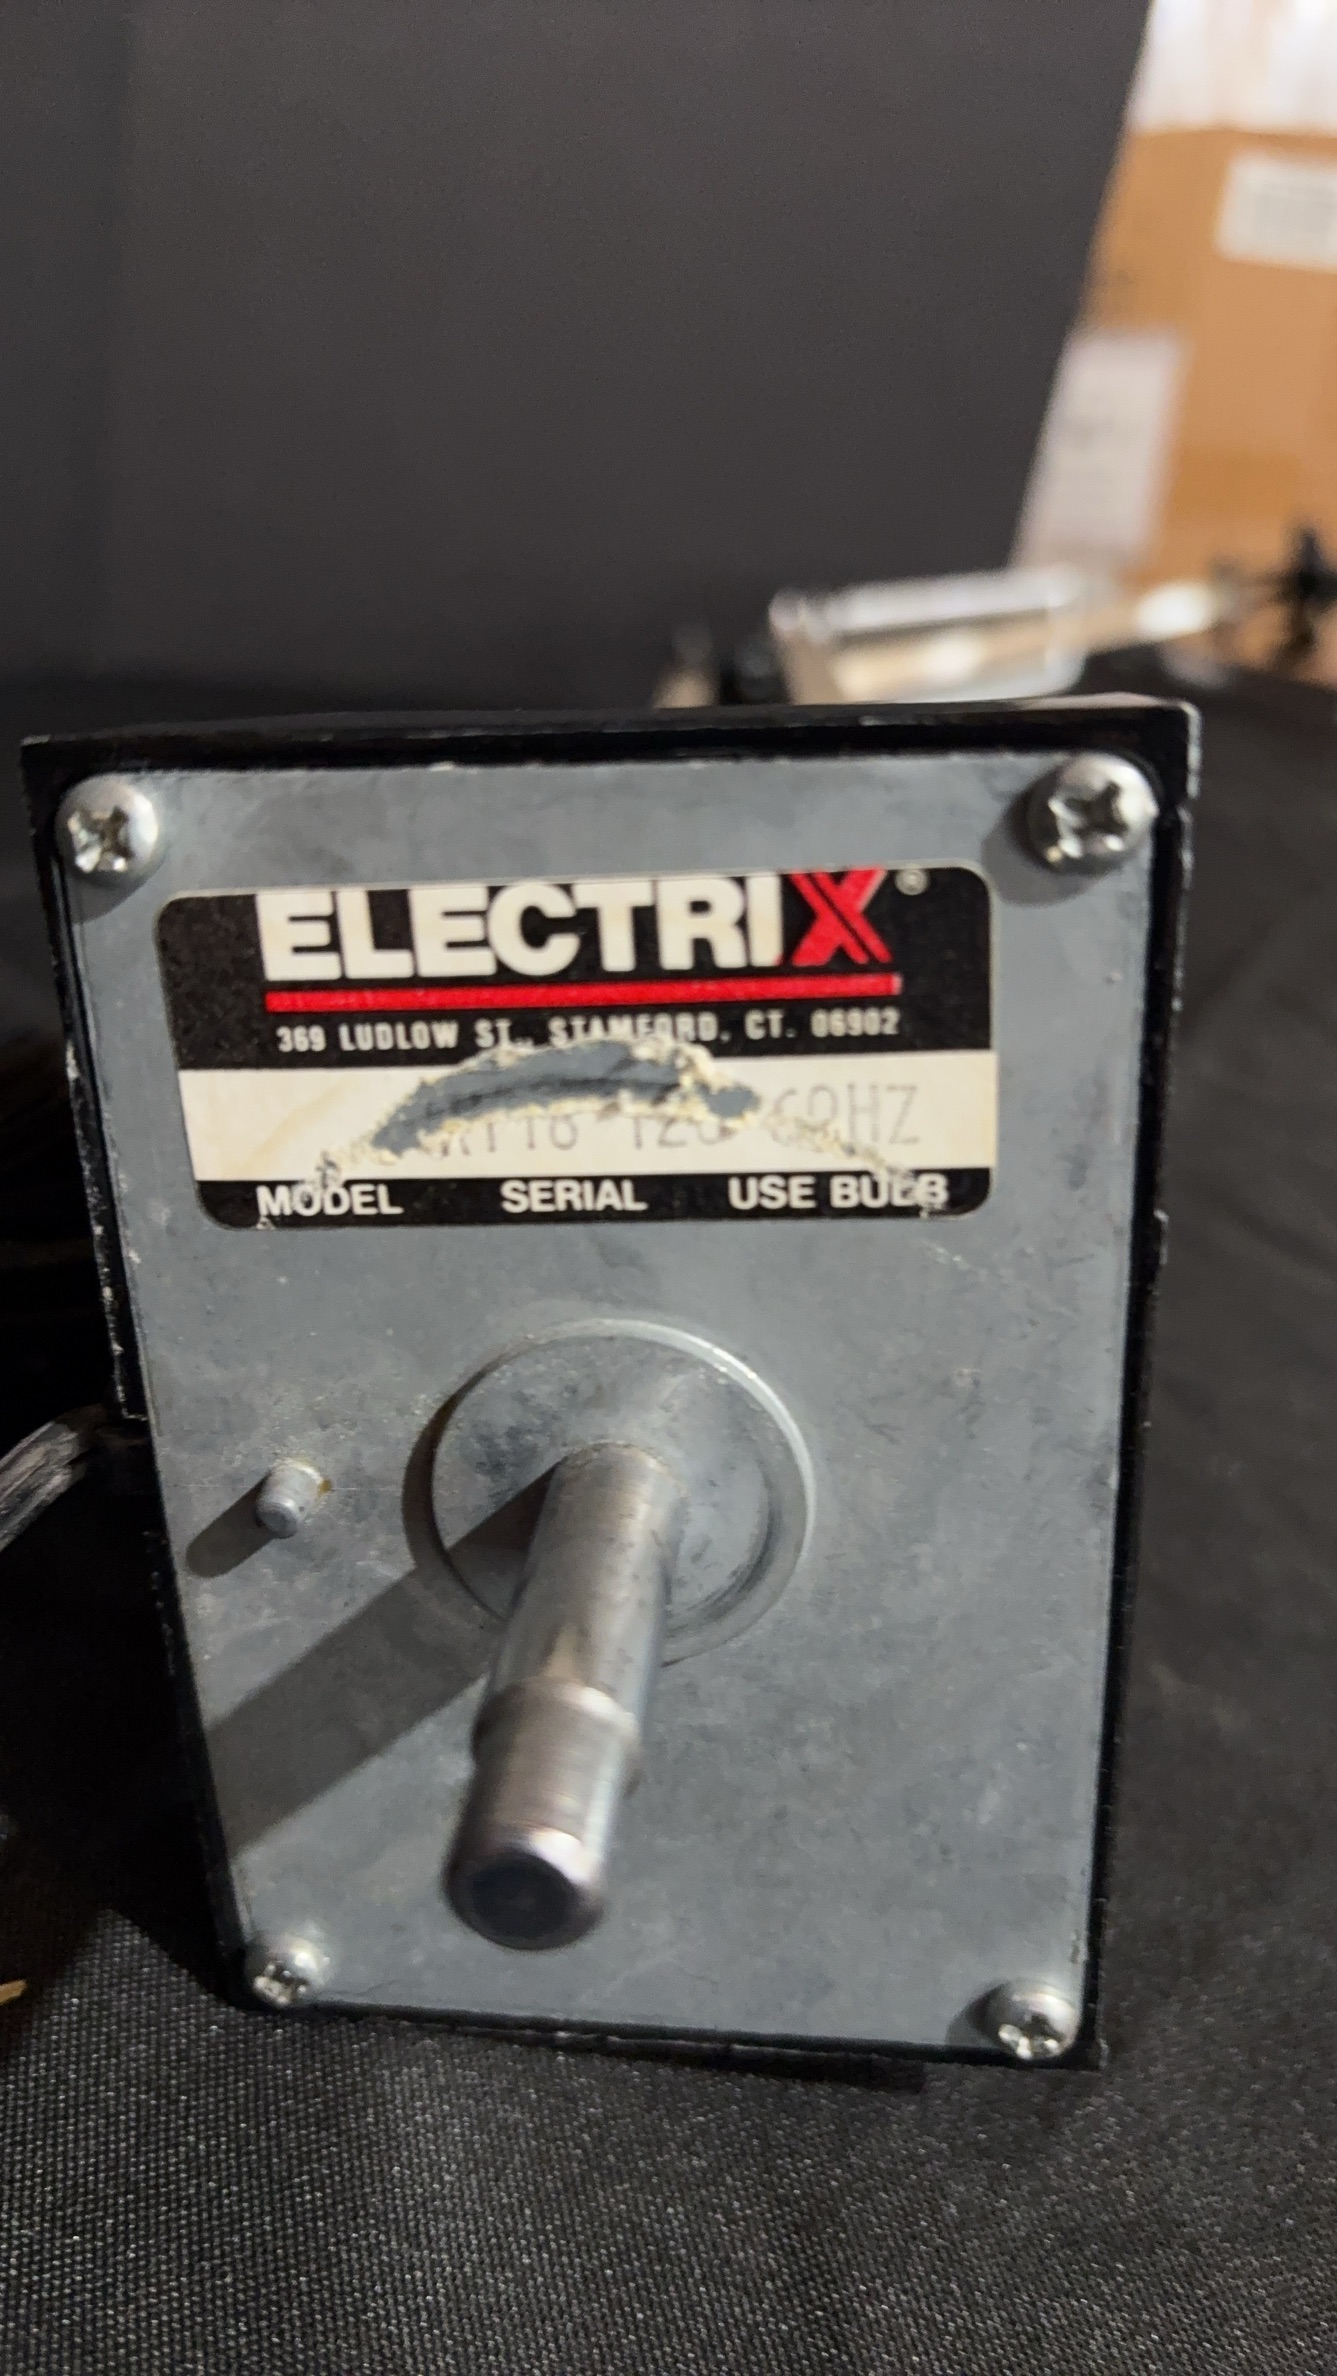 ELECTRIX®
369 LUDLOW ST., STAMFORD, CT. 06902
60HZ
MODEL SERIAL USE BULB